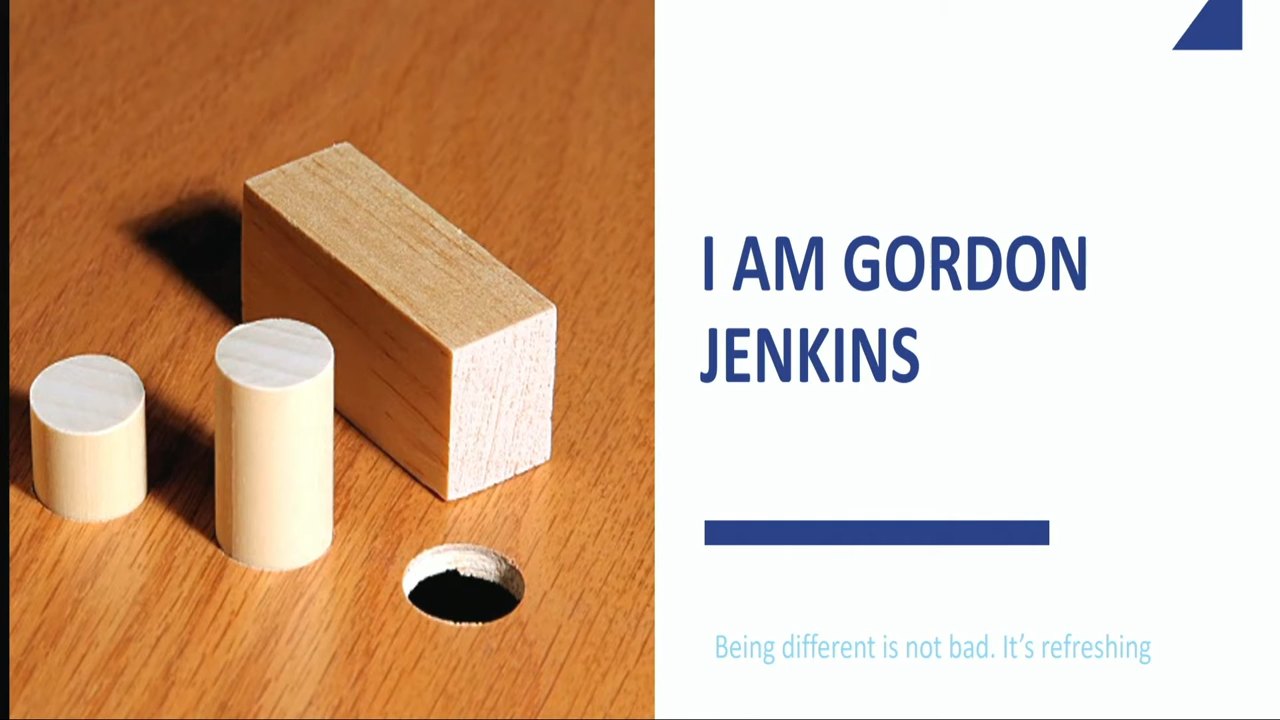 I AM GORDON
JENKINS
Being different is not bad. It’s refreshing